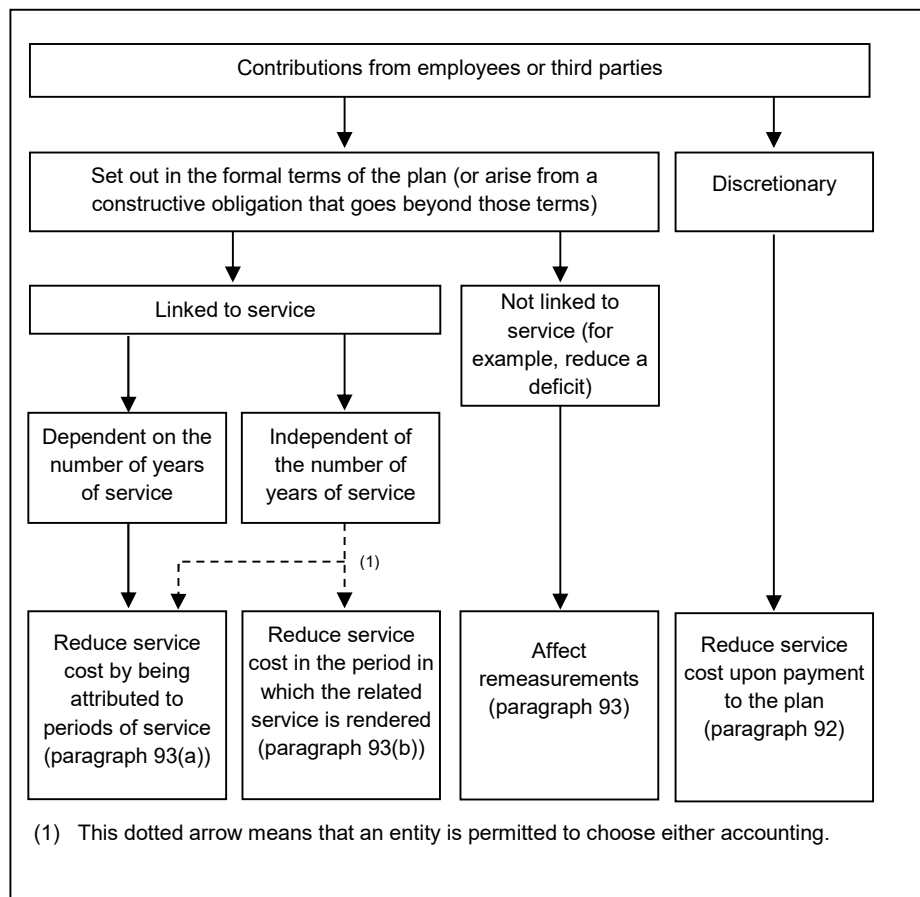 Contributions from employees or third parties
Set out in the formal terms of the plan (or arise from a
constructive obligation that goes beyond those terms)
Discretionary
Linked to service
Not linked to
service (for
example, reduce a
deficit)
Dependent on the
number of years
of service
Independent of
the number of
years of service
(1)
Reduce service
cost by being
attributed to
periods of service
(paragraph 93(a))
Reduce service
cost in the period in
which the related
service is rendered
(paragraph 93(b))
Affect
remeasurements
(paragraph 93)
Reduce service
cost upon payment
to the plan
(paragraph 92)
(1) This dotted arrow means that an entity is permitted to choose either accounting.